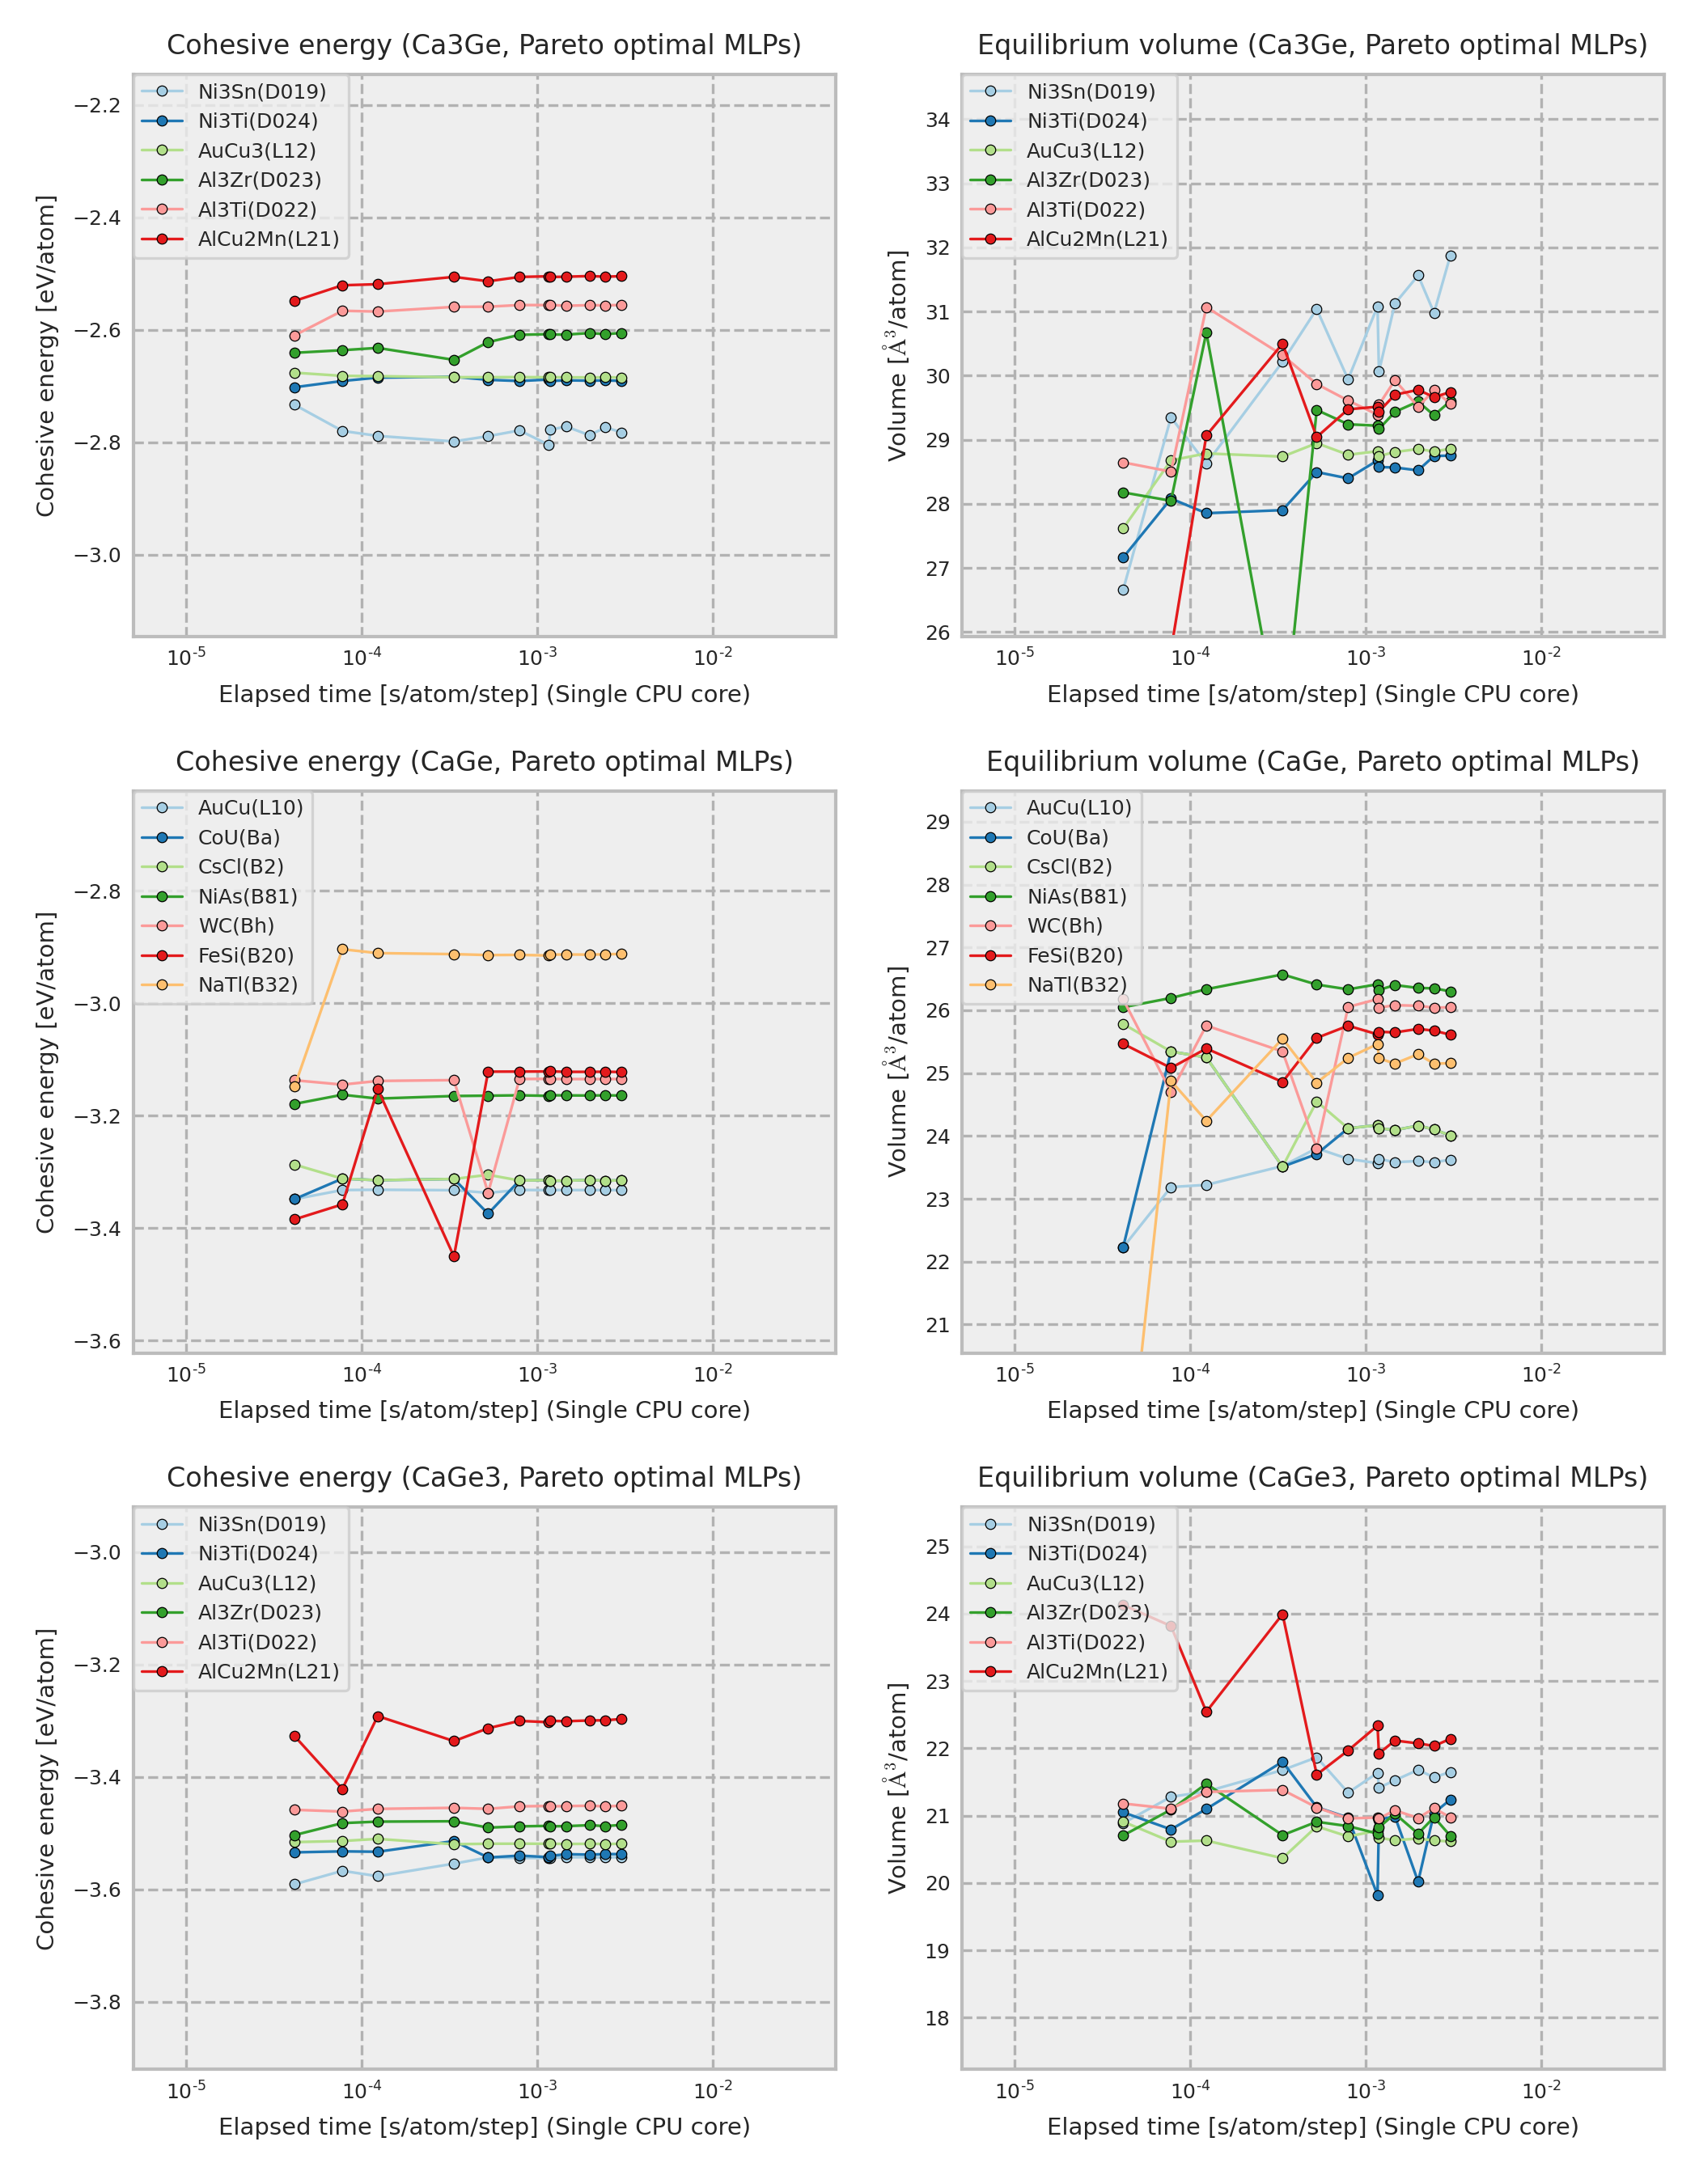 Cohesive energy (Ca3Ge, Pareto optimal MLPs)
Cohesive energy [eV/atom]
−2.2
−2.4
−2.6
−2.8
−3.0
Ni3Sn(D019)
Ni3Ti(D024)
AuCu3(L12)
Al3Zr(D023)
Al3Ti(D022)
AlCu2Mn(L21)
10-5 10-4 10-3 10-2
Elapsed time [s/atom/step] (Single CPU core)
Equilibrium volume (Ca3Ge, Pareto optimal MLPs)
Volume [Å3/atom]
34
33
32
31
30
29
28
27
26
Ni3Sn(D019)
Ni3Ti(D024)
AuCu3(L12)
Al3Zr(D023)
Al3Ti(D022)
AlCu2Mn(L21)
10-5 10-4 10-3 10-2
Elapsed time [s/atom/step] (Single CPU core)
Cohesive energy (CaGe, Pareto optimal MLPs)
Cohesive energy [eV/atom]
−2.8
−3.0
−3.2
−3.4
−3.6
AuCu(L10)
CoU(Ba)
CsCl(B2)
NiAs(B81)
WC(Bh)
FeSi(B20)
NaTl(B32)
10-5 10-4 10-3 10-2
Elapsed time [s/atom/step] (Single CPU core)
Equilibrium volume (CaGe, Pareto optimal MLPs)
Volume [Å3/atom]
29
28
27
26
25
24
23
22
21
AuCu(L10)
CoU(Ba)
CsCl(B2)
NiAs(B81)
WC(Bh)
FeSi(B20)
NaTl(B32)
10-5 10-4 10-3 10-2
Elapsed time [s/atom/step] (Single CPU core)
Cohesive energy (CaGe3, Pareto optimal MLPs)
Cohesive energy [eV/atom]
−3.0
−3.2
−3.4
−3.6
−3.8
Ni3Sn(D019)
Ni3Ti(D024)
AuCu3(L12)
Al3Zr(D023)
Al3Ti(D022)
AlCu2Mn(L21)
10-5 10-4 10-3 10-2
Elapsed time [s/atom/step] (Single CPU core)
Equilibrium volume (CaGe3, Pareto optimal MLPs)
Volume [Å3/atom]
25
24
23
22
21
20
19
18
Ni3Sn(D019)
Ni3Ti(D024)
AuCu3(L12)
Al3Zr(D023)
Al3Ti(D022)
AlCu2Mn(L21)
10-5 10-4 10-3 10-2
Elapsed time [s/atom/step] (Single CPU core)